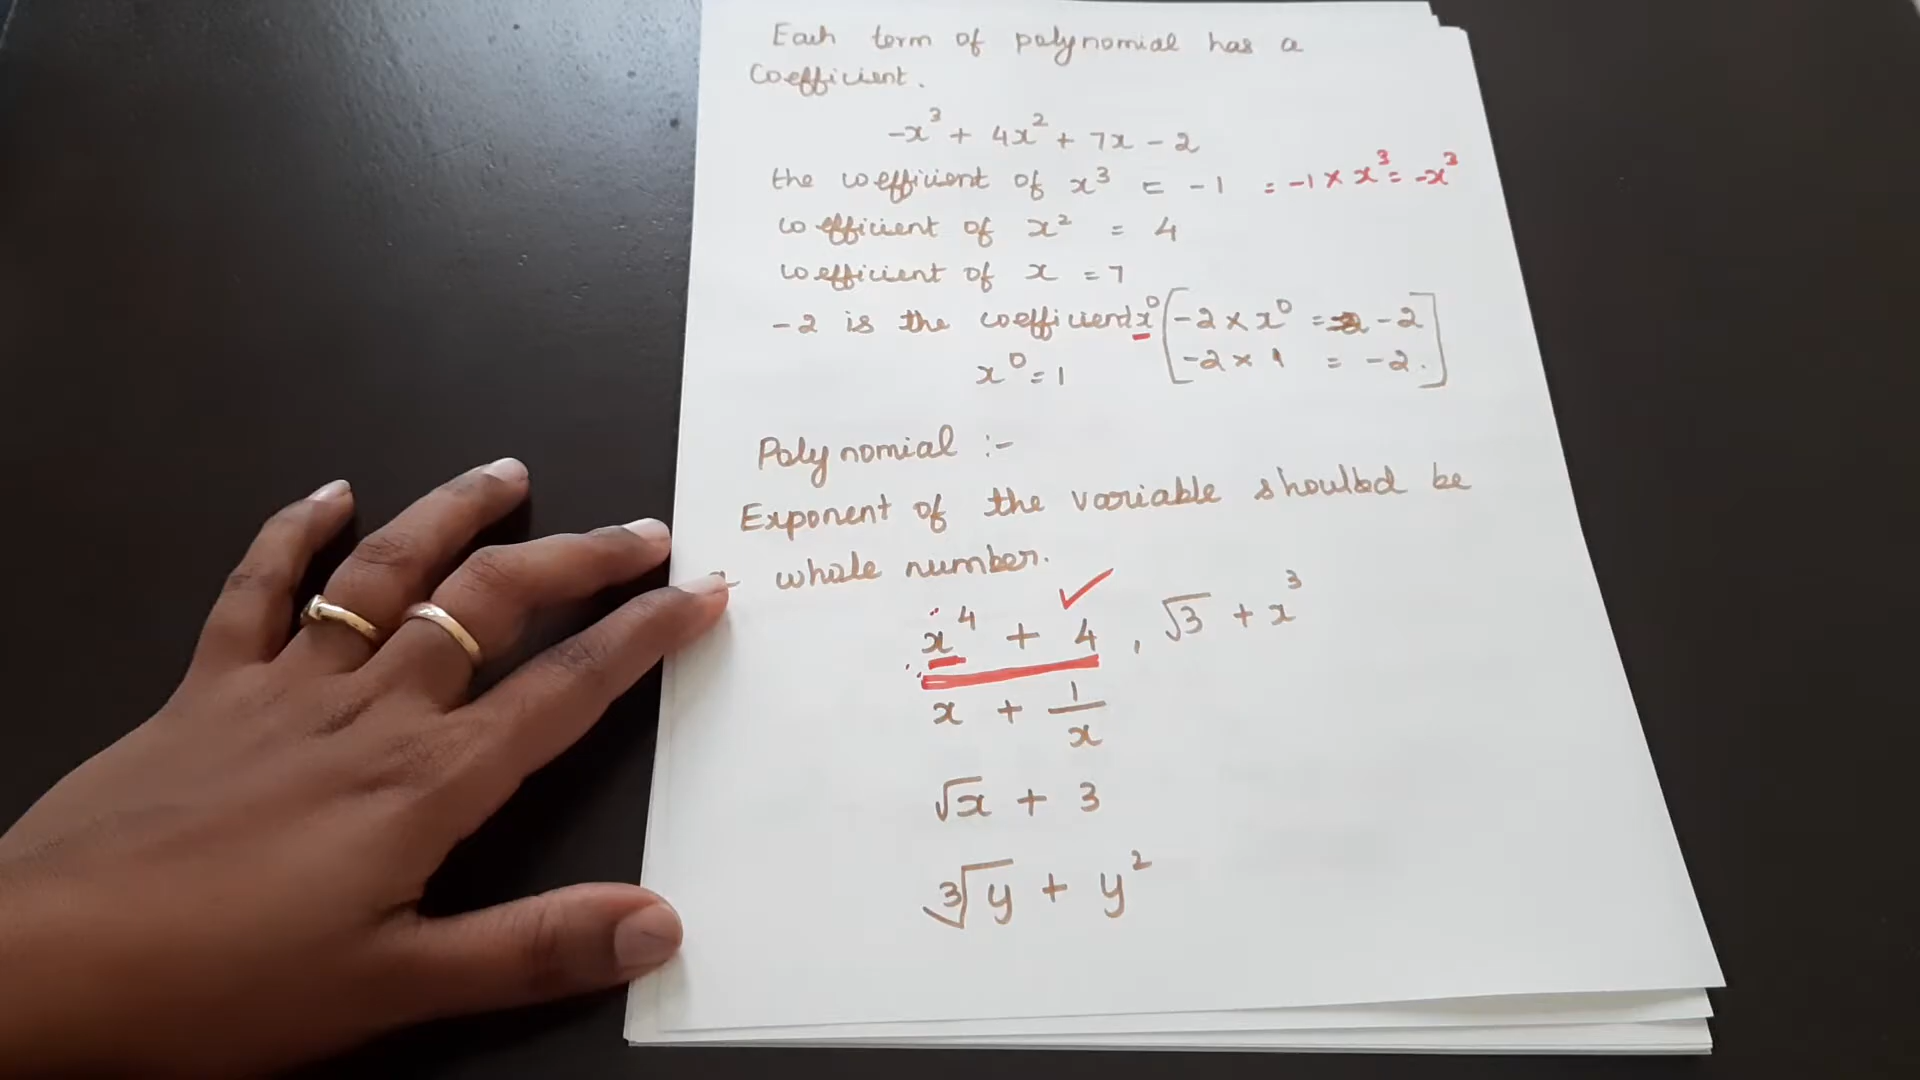 Each term of polynomial has a
Coefficient.
-x³ + 4x² + 7x - 2
the coefficient of x³ = -1 = -1 × x³ = -x³
coefficient of x² = 4
coefficient of x = 7
-2 is the coefficient x⁰ [-2 × x⁰ = -2
x⁰ = 1 -2 × 1 = -2.]
Polynomial :-
Exponent of the variable should be
a whole number.
x⁴ + 4 ✓, √3 + x³
x + 1/x
√x + 3
³√y + y²